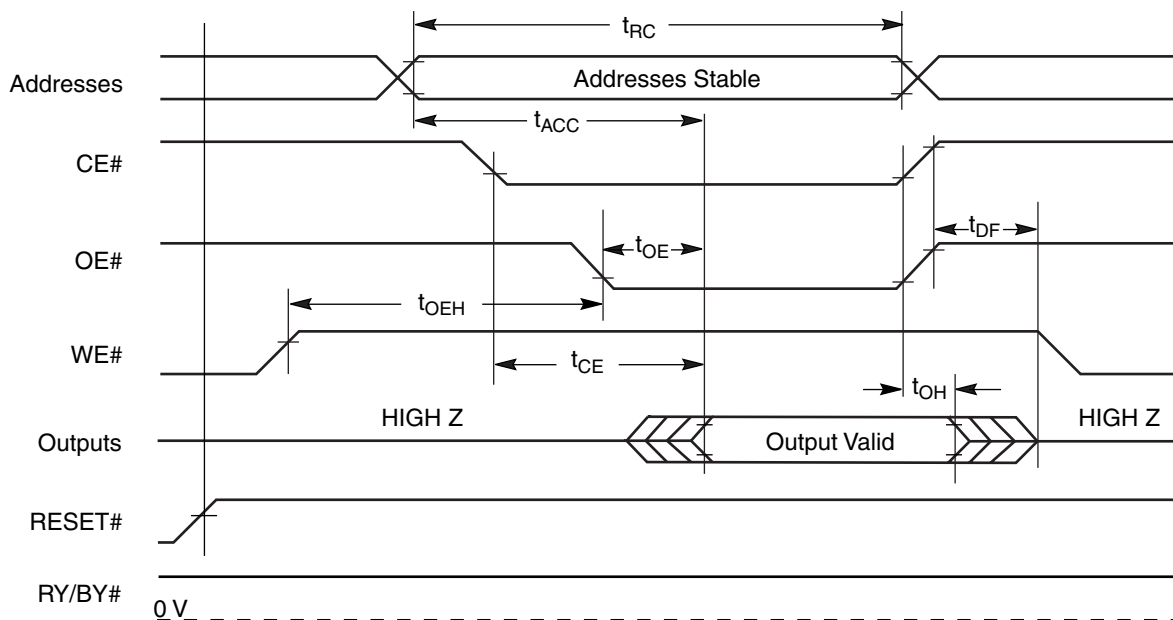 tRC
Addresses
Addresses Stable
tACC
CE#
OE#
tOE
tDF
tOEH
WE#
tCE
tOH
HIGH Z
HIGH Z
Outputs
Output Valid
RESET#
RY/BY#
0 V